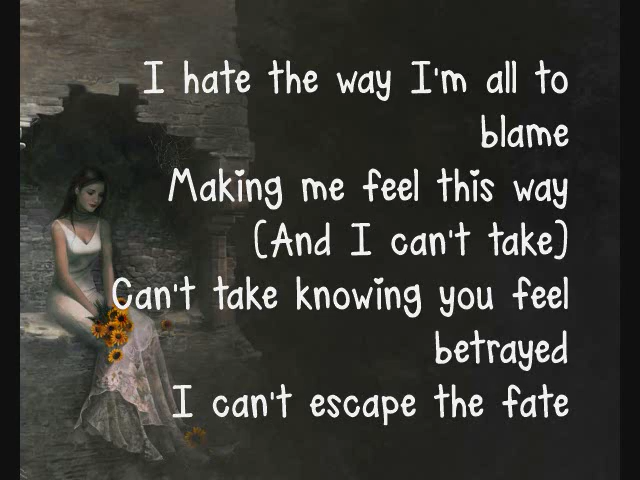 I hate the way I'm all to
blame
Making me feel this way
(And I can't take)
Can't take knowing you feel
betrayed
I can't escape the fate